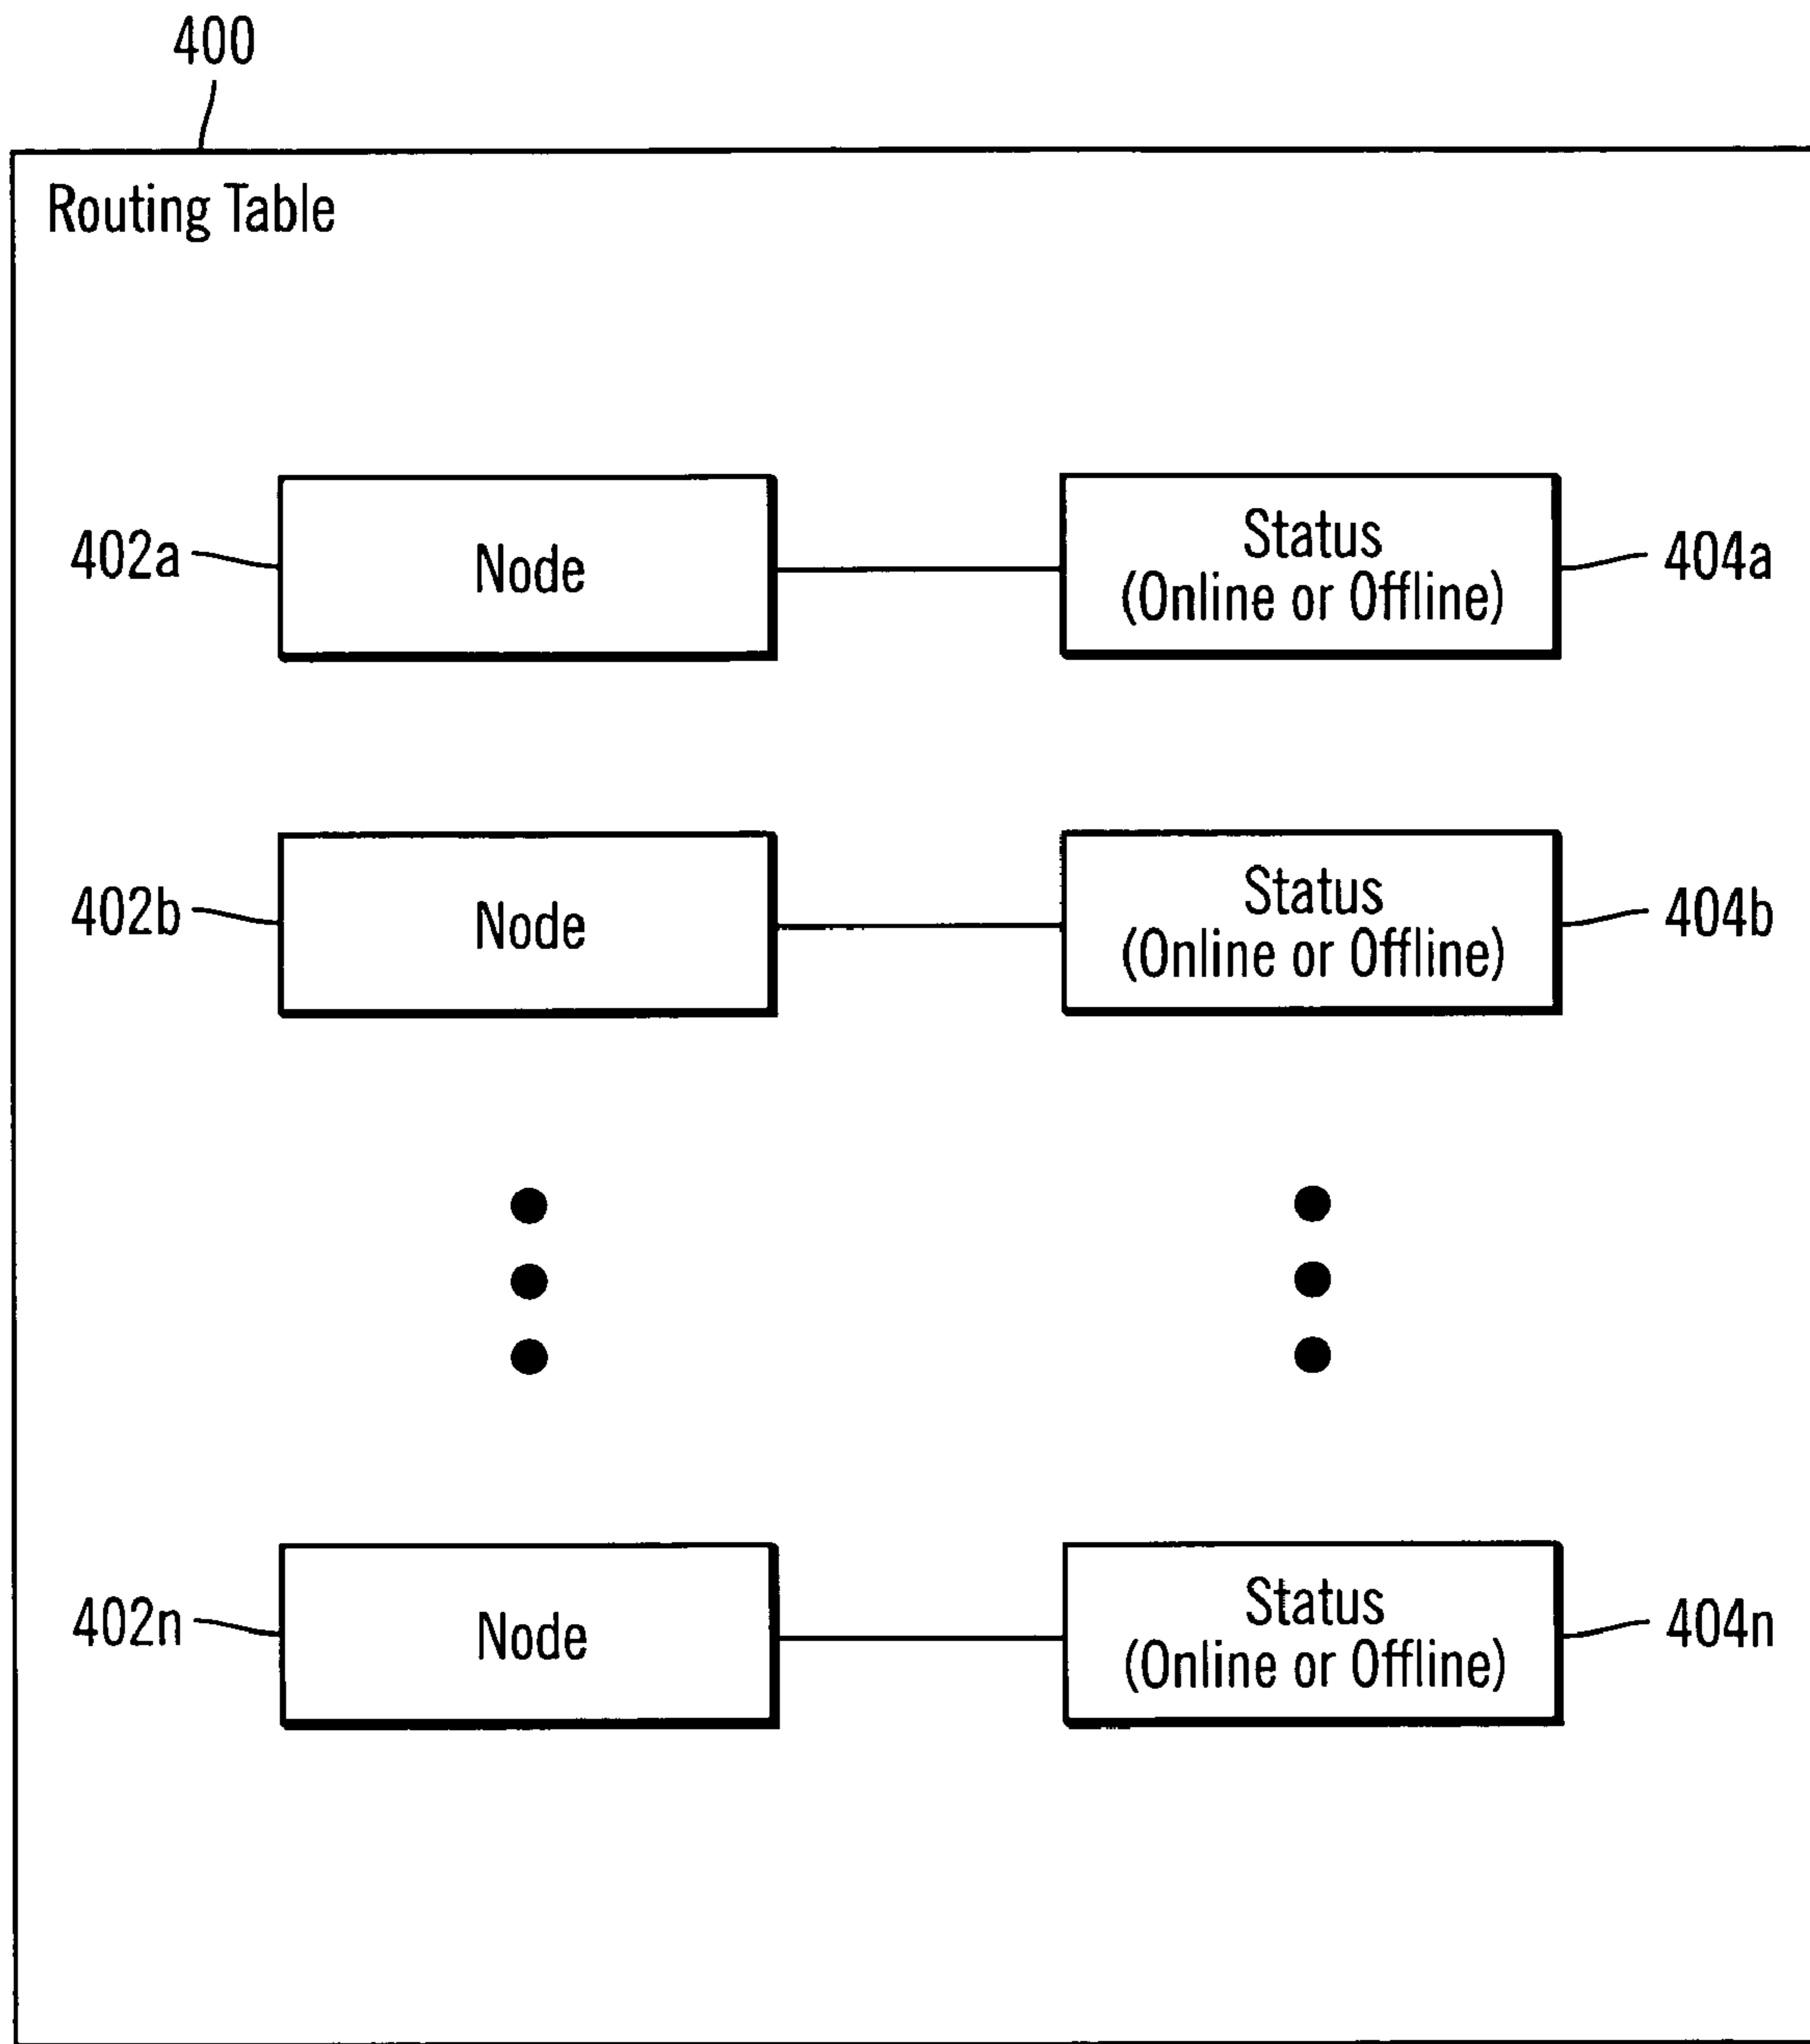 400
Routing Table
402a
Node
Status
(Online or Offline)
404a
402b
Node
Status
(Online or Offline)
404b
402n
Node
Status
(Online or Offline)
404n